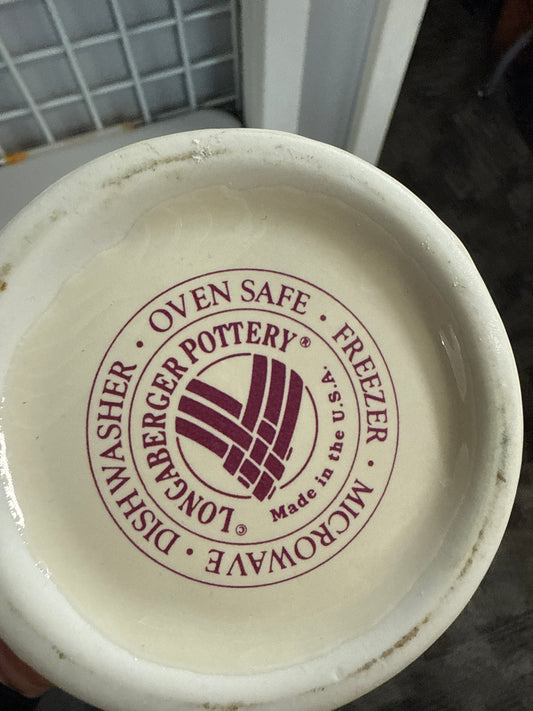 OVEN SAFE · FREEZER · MICROWAVE · DISHWASHER ·
© LONGABERGER POTTERY®
Made in the U.S.A.